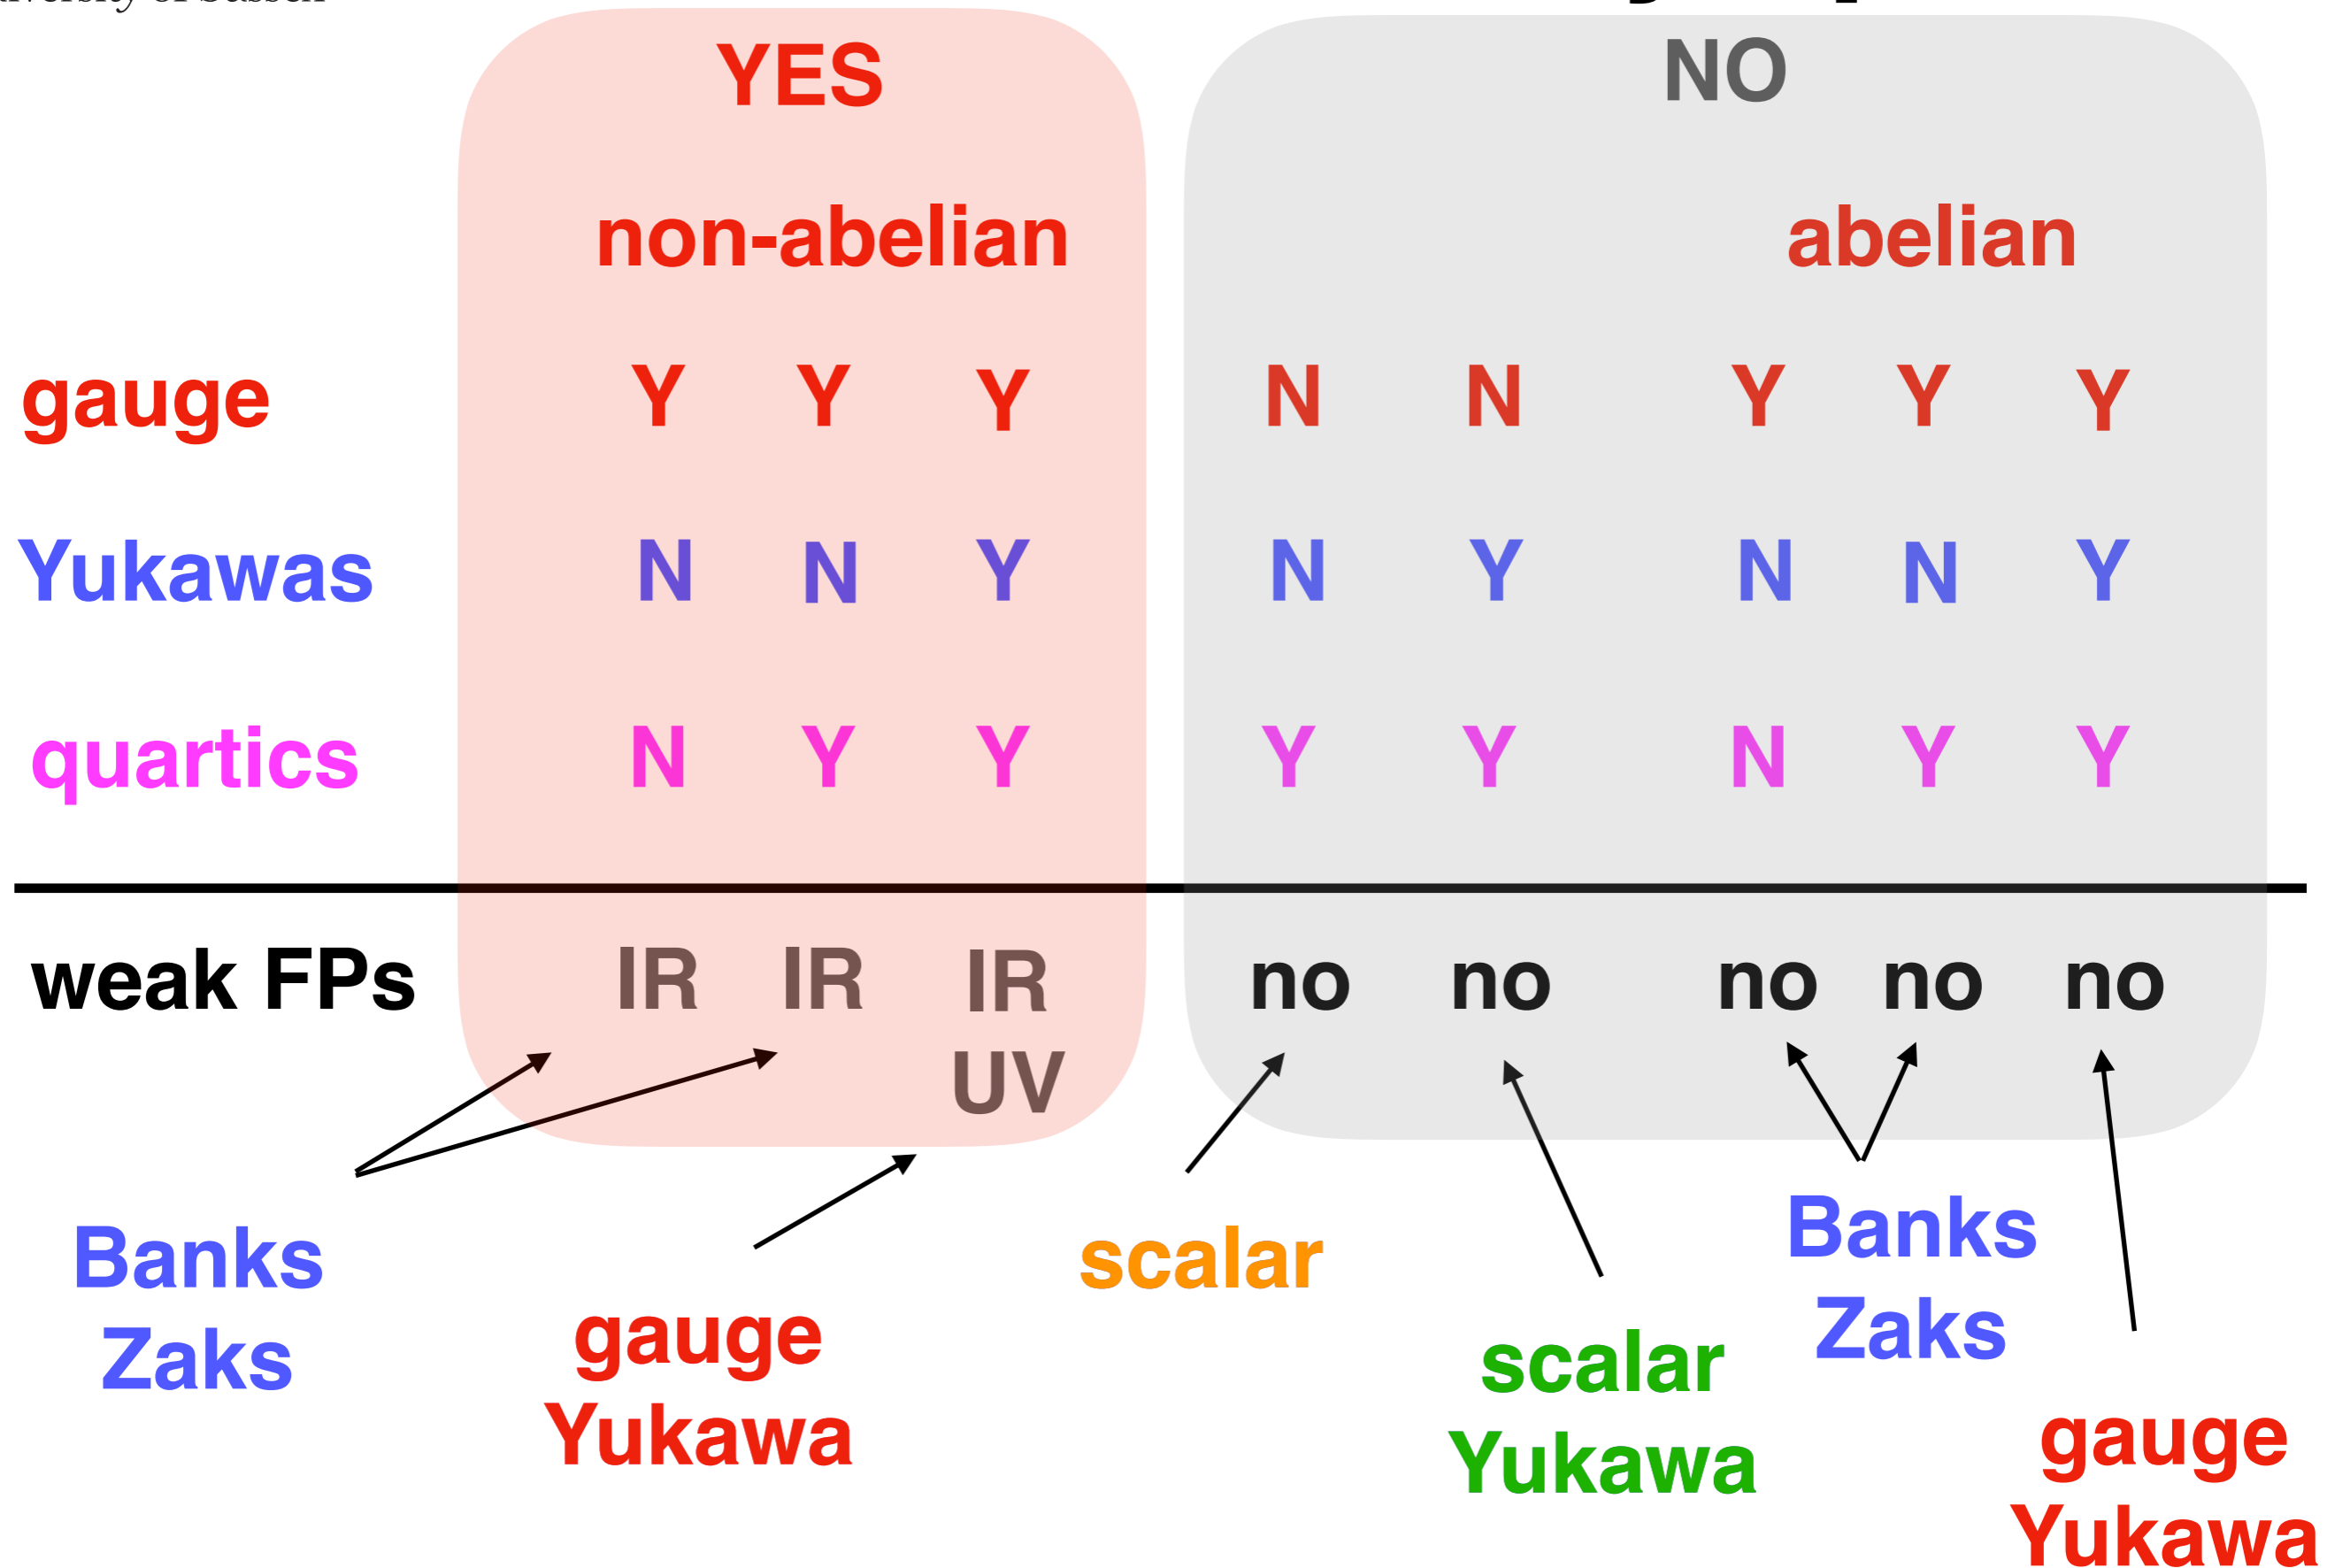 YES NO
non-abelian abelian
gauge Y Y Y N N Y Y Y
Yukawas N N Y N Y N N Y
quartics N Y Y Y Y N Y Y
weak FPs IR IR IR no no no no no
UV
Banks
Zaks
gauge
Yukawa
scalar
scalar
Yukawa
Banks
Zaks
gauge
Yukawa